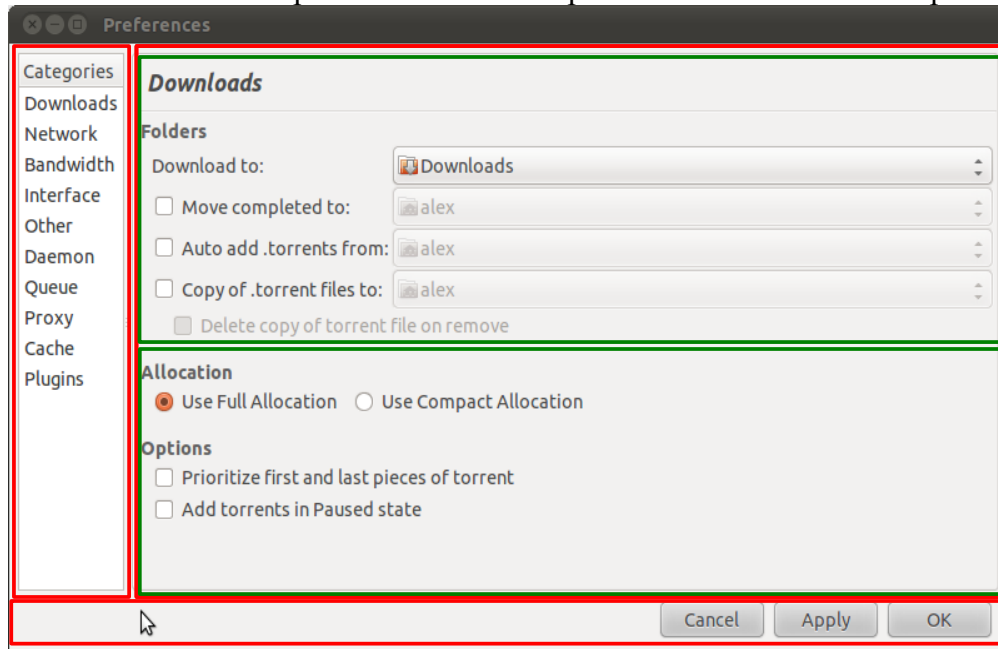 Preferences
Categories
Downloads
Network
Bandwidth
Interface
Other
Daemon
Queue
Proxy
Cache
Plugins
Downloads
Folders
Download to: Downloads
Move completed to: alex
Auto add .torrents from: alex
Copy of .torrent files to: alex
Delete copy of torrent file on remove
Allocation
Use Full Allocation Use Compact Allocation
Options
Prioritize first and last pieces of torrent
Add torrents in Paused state
Cancel Apply OK